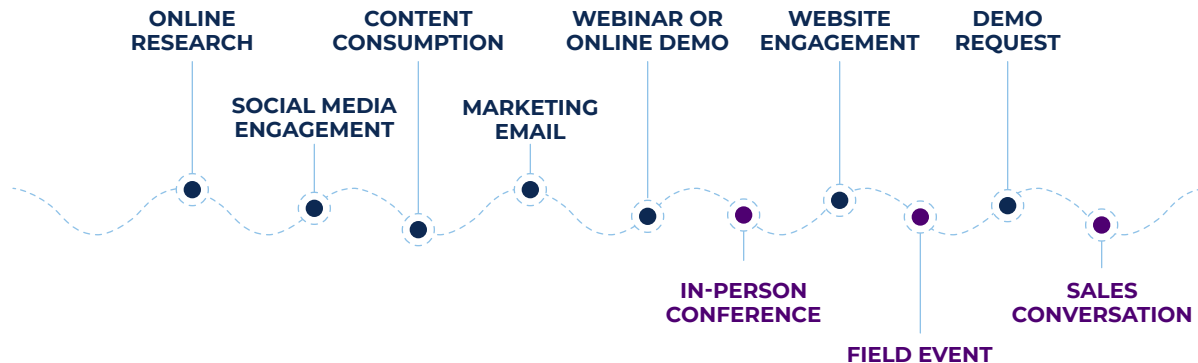 ONLINE
RESEARCH
SOCIAL MEDIA
ENGAGEMENT
CONTENT
CONSUMPTION
MARKETING
EMAIL
WEBINAR OR
ONLINE DEMO
IN-PERSON
CONFERENCE
WEBSITE
ENGAGEMENT
FIELD EVENT
DEMO
REQUEST
SALES
CONVERSATION